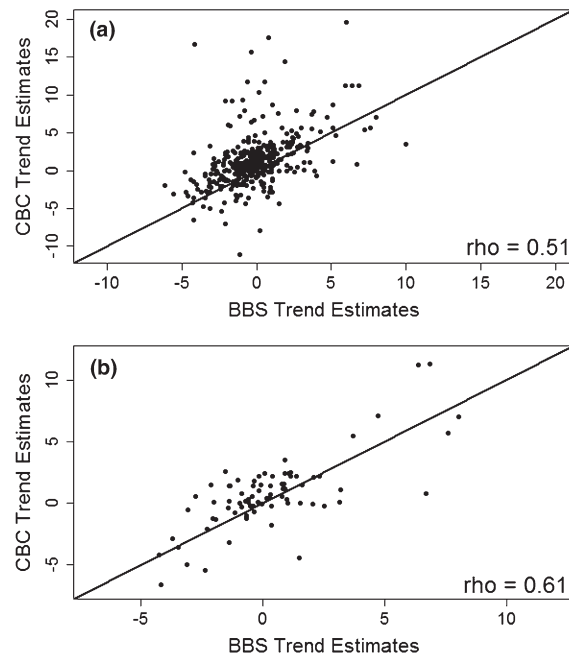 (a)
20
15
10
5
0
-5
-10
CBC Trend Estimates
rho = 0.51
-10 -5 0 5 10 15 20
BBS Trend Estimates
(b)
10
5
0
-5
CBC Trend Estimates
rho = 0.61
-5 0 5 10
BBS Trend Estimates